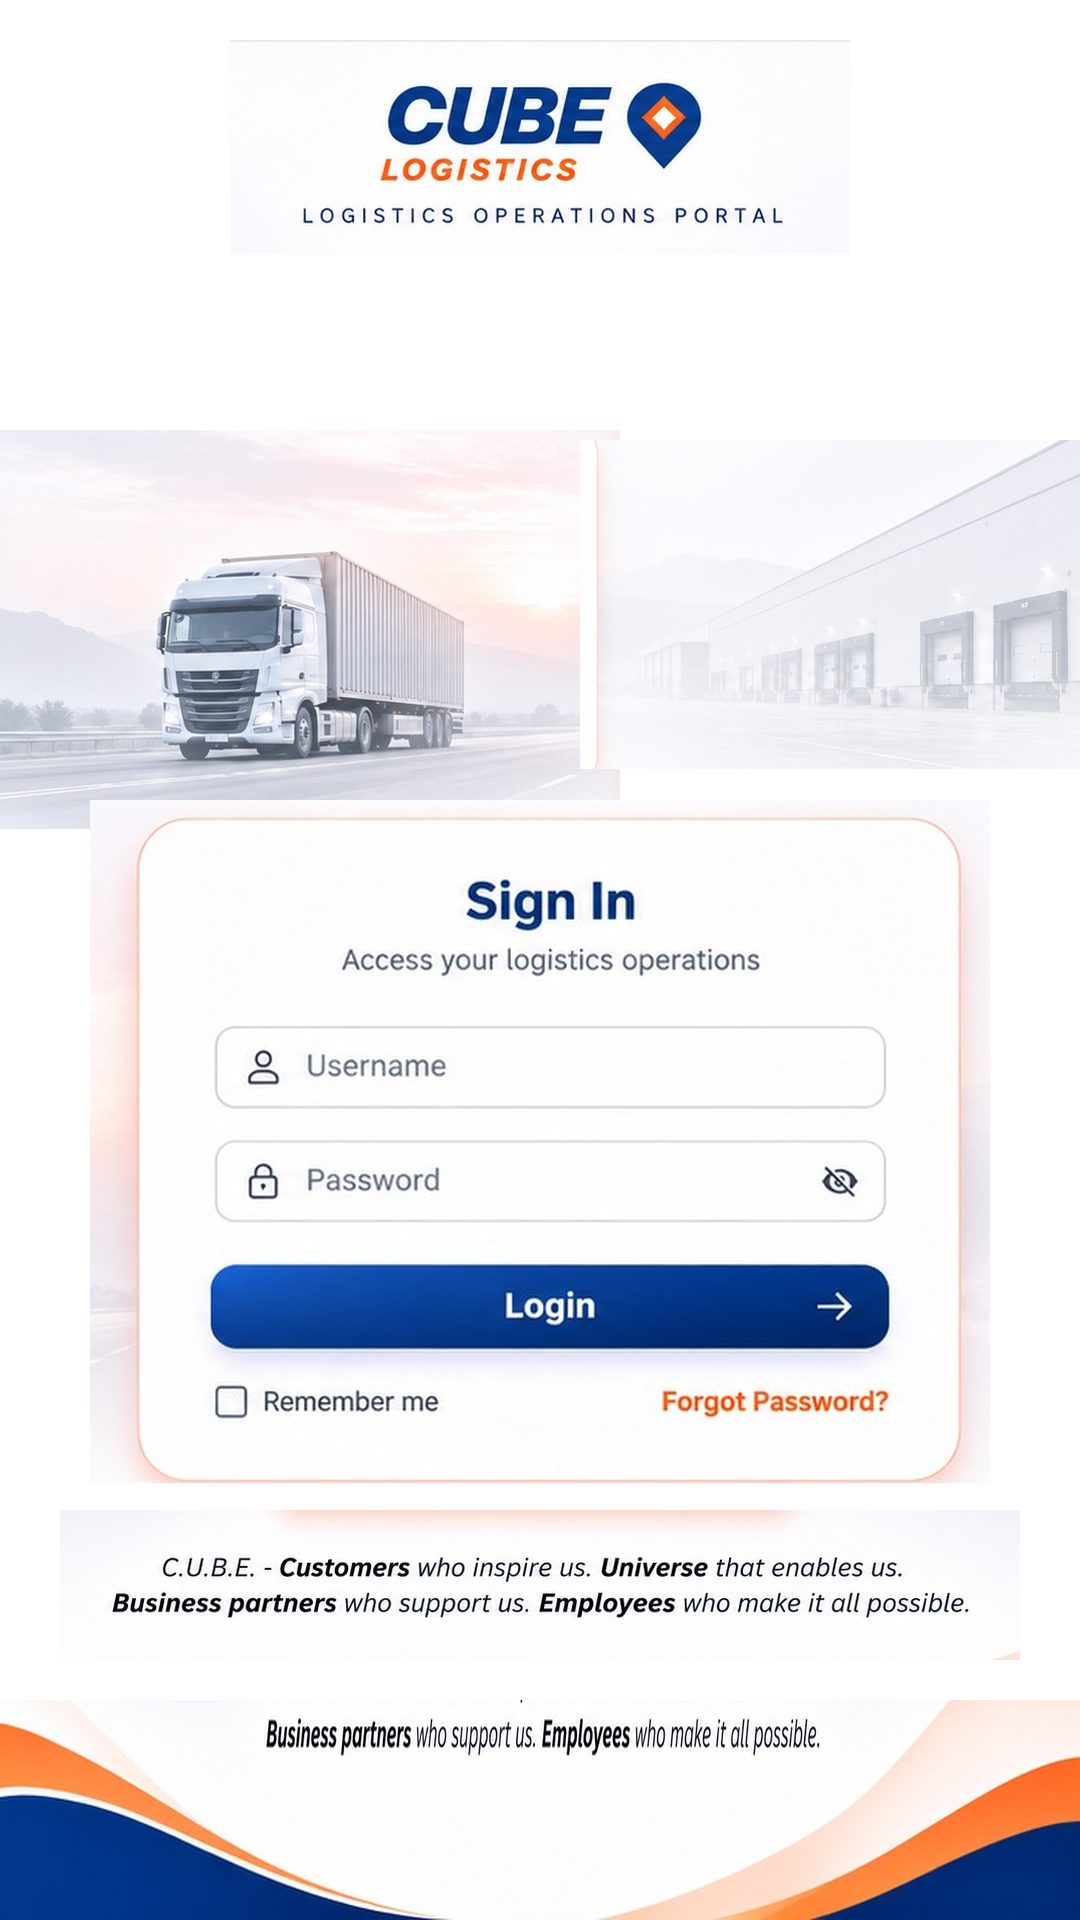 CUBE
LOGISTICS
LOGISTICS OPERATIONS PORTAL
Sign In
Access your logistics operations
Username
Password
Login
Remember me
Forgot Password?
C.U.B.E. - Customers who inspire us. Universe that enables us.
Business partners who support us. Employees who make it all possible.
Business partners who support us. Employees who make it all possible.